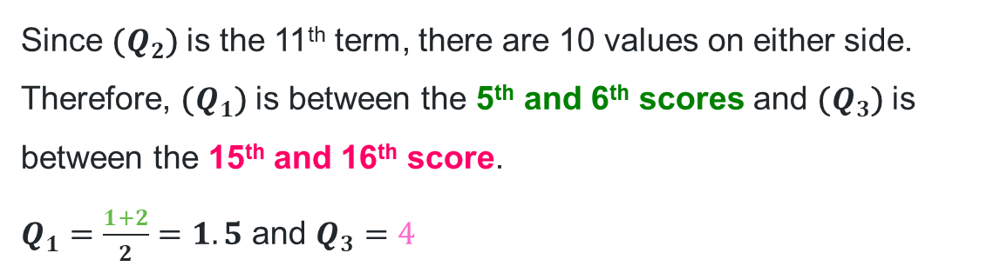 Since (Q₂) is the 11ᵗʰ term, there are 10 values on either side.
Therefore, (Q₁) is between the 5ᵗʰ and 6ᵗʰ scores and (Q₃) is
between the 15ᵗʰ and 16ᵗʰ score.
Q₁ = (1+2)/2 = 1.5 and Q₃ = 4